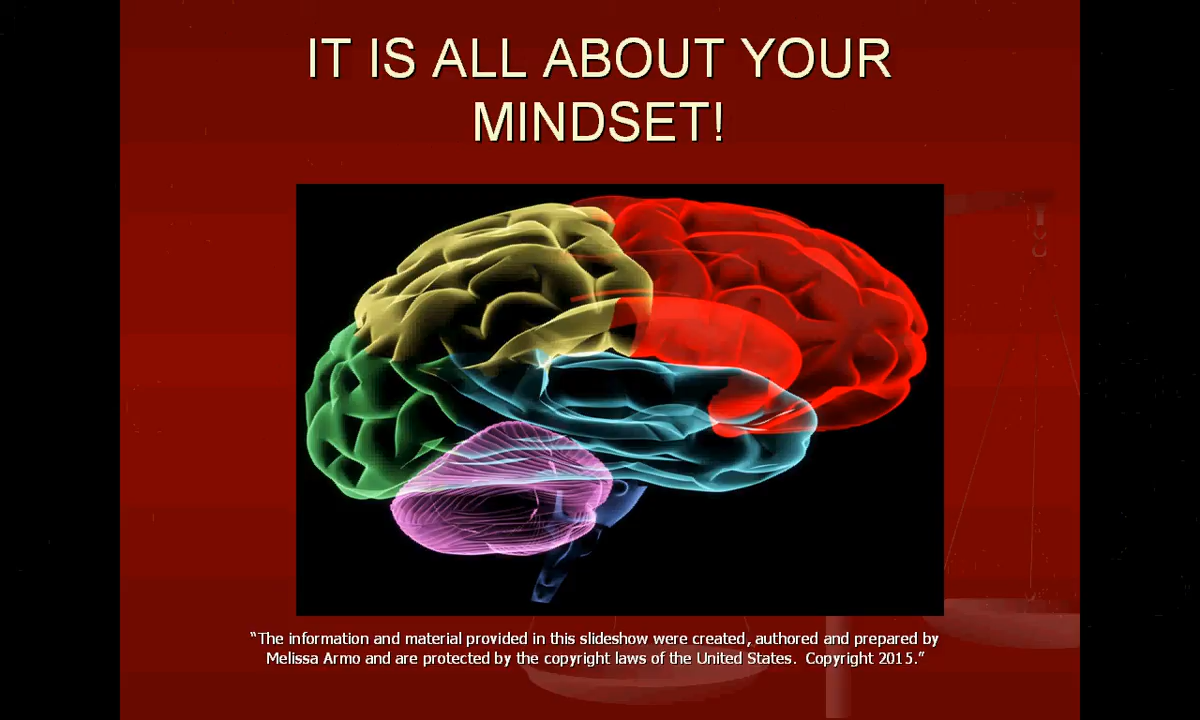 IT IS ALL ABOUT YOUR
MINDSET!
“The information and material provided in this slideshow were created, authored and prepared by
Melissa Armo and are protected by the copyright laws of the United States.  Copyright 2015.”